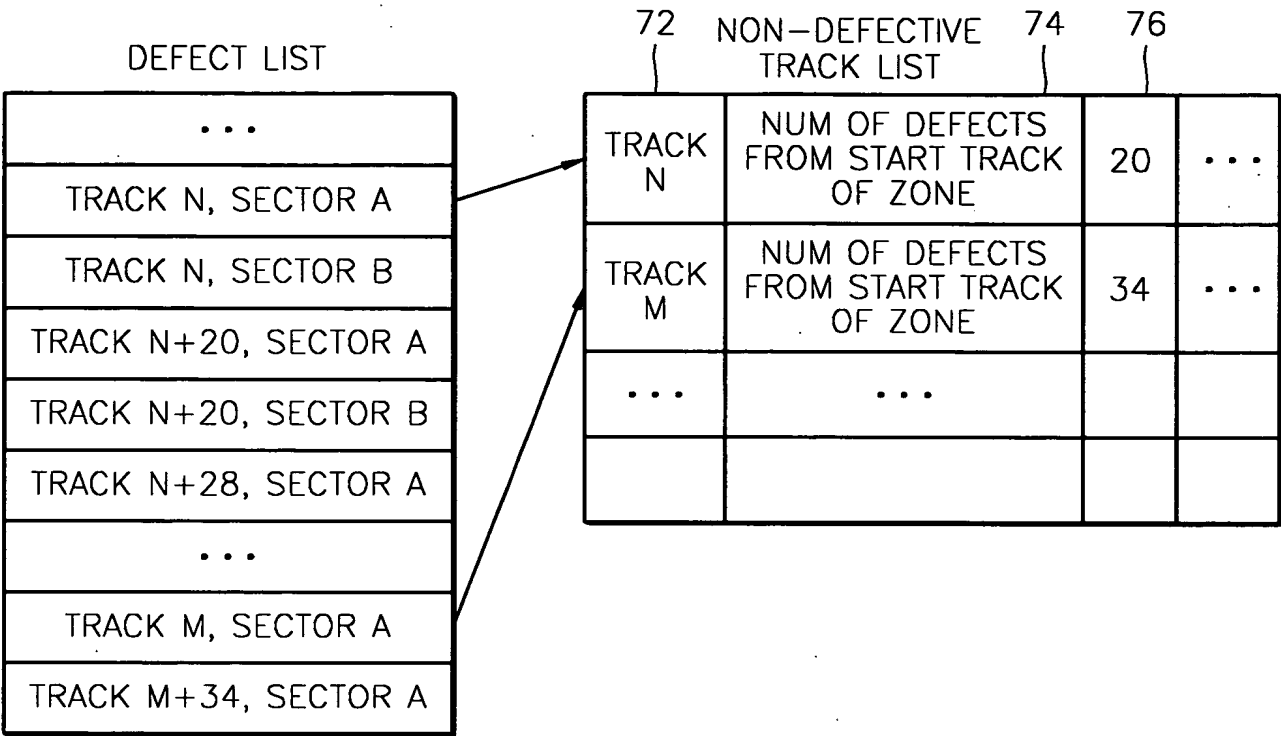 DEFECT LIST
...
TRACK N, SECTOR A
TRACK N, SECTOR B
TRACK N+20, SECTOR A
TRACK N+20, SECTOR B
TRACK N+28, SECTOR A
...
TRACK M, SECTOR A
TRACK M+34, SECTOR A
72
NON-DEFECTIVE
TRACK LIST
74
76
TRACK
N
NUM OF DEFECTS
FROM START TRACK
OF ZONE
20
...
TRACK
M
NUM OF DEFECTS
FROM START TRACK
OF ZONE
34
...
...
...